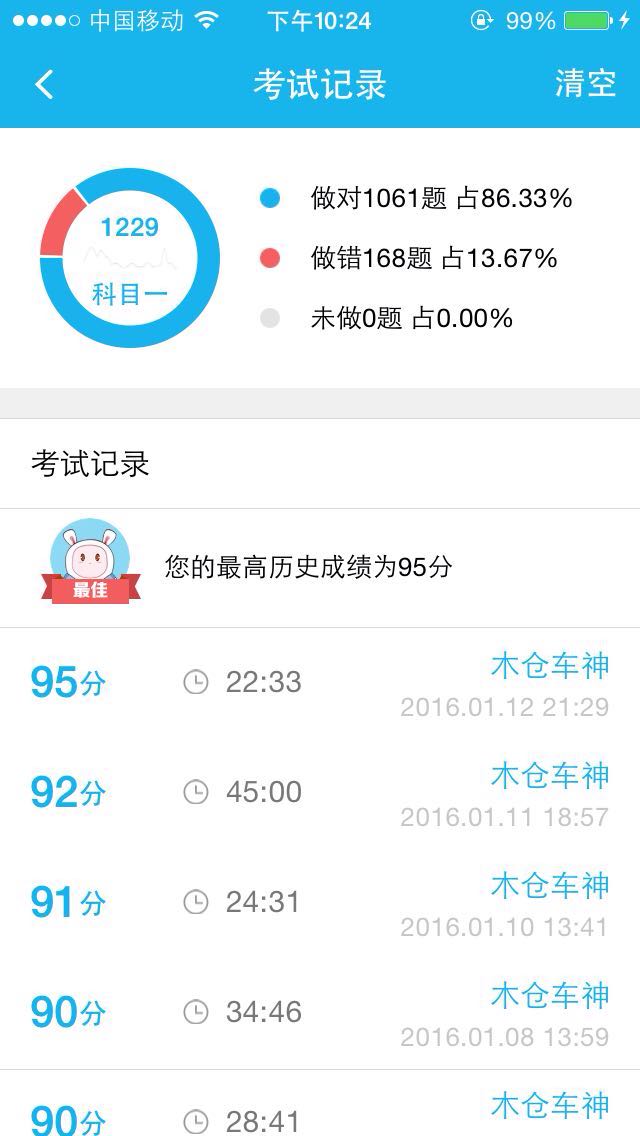 中国移动 下午10:24 99%
考试记录 清空
1229
科目一
做对1061题 占86.33%
做错168题 占13.67%
未做0题 占0.00%
考试记录
最佳
您的最高历史成绩为95分
95分 22:33 木仓车神
2016.01.12 21:29
92分 45:00 木仓车神
2016.01.11 18:57
91分 24:31 木仓车神
2016.01.10 13:41
90分 34:46 木仓车神
2016.01.08 13:59
90分 28:41 木仓车神